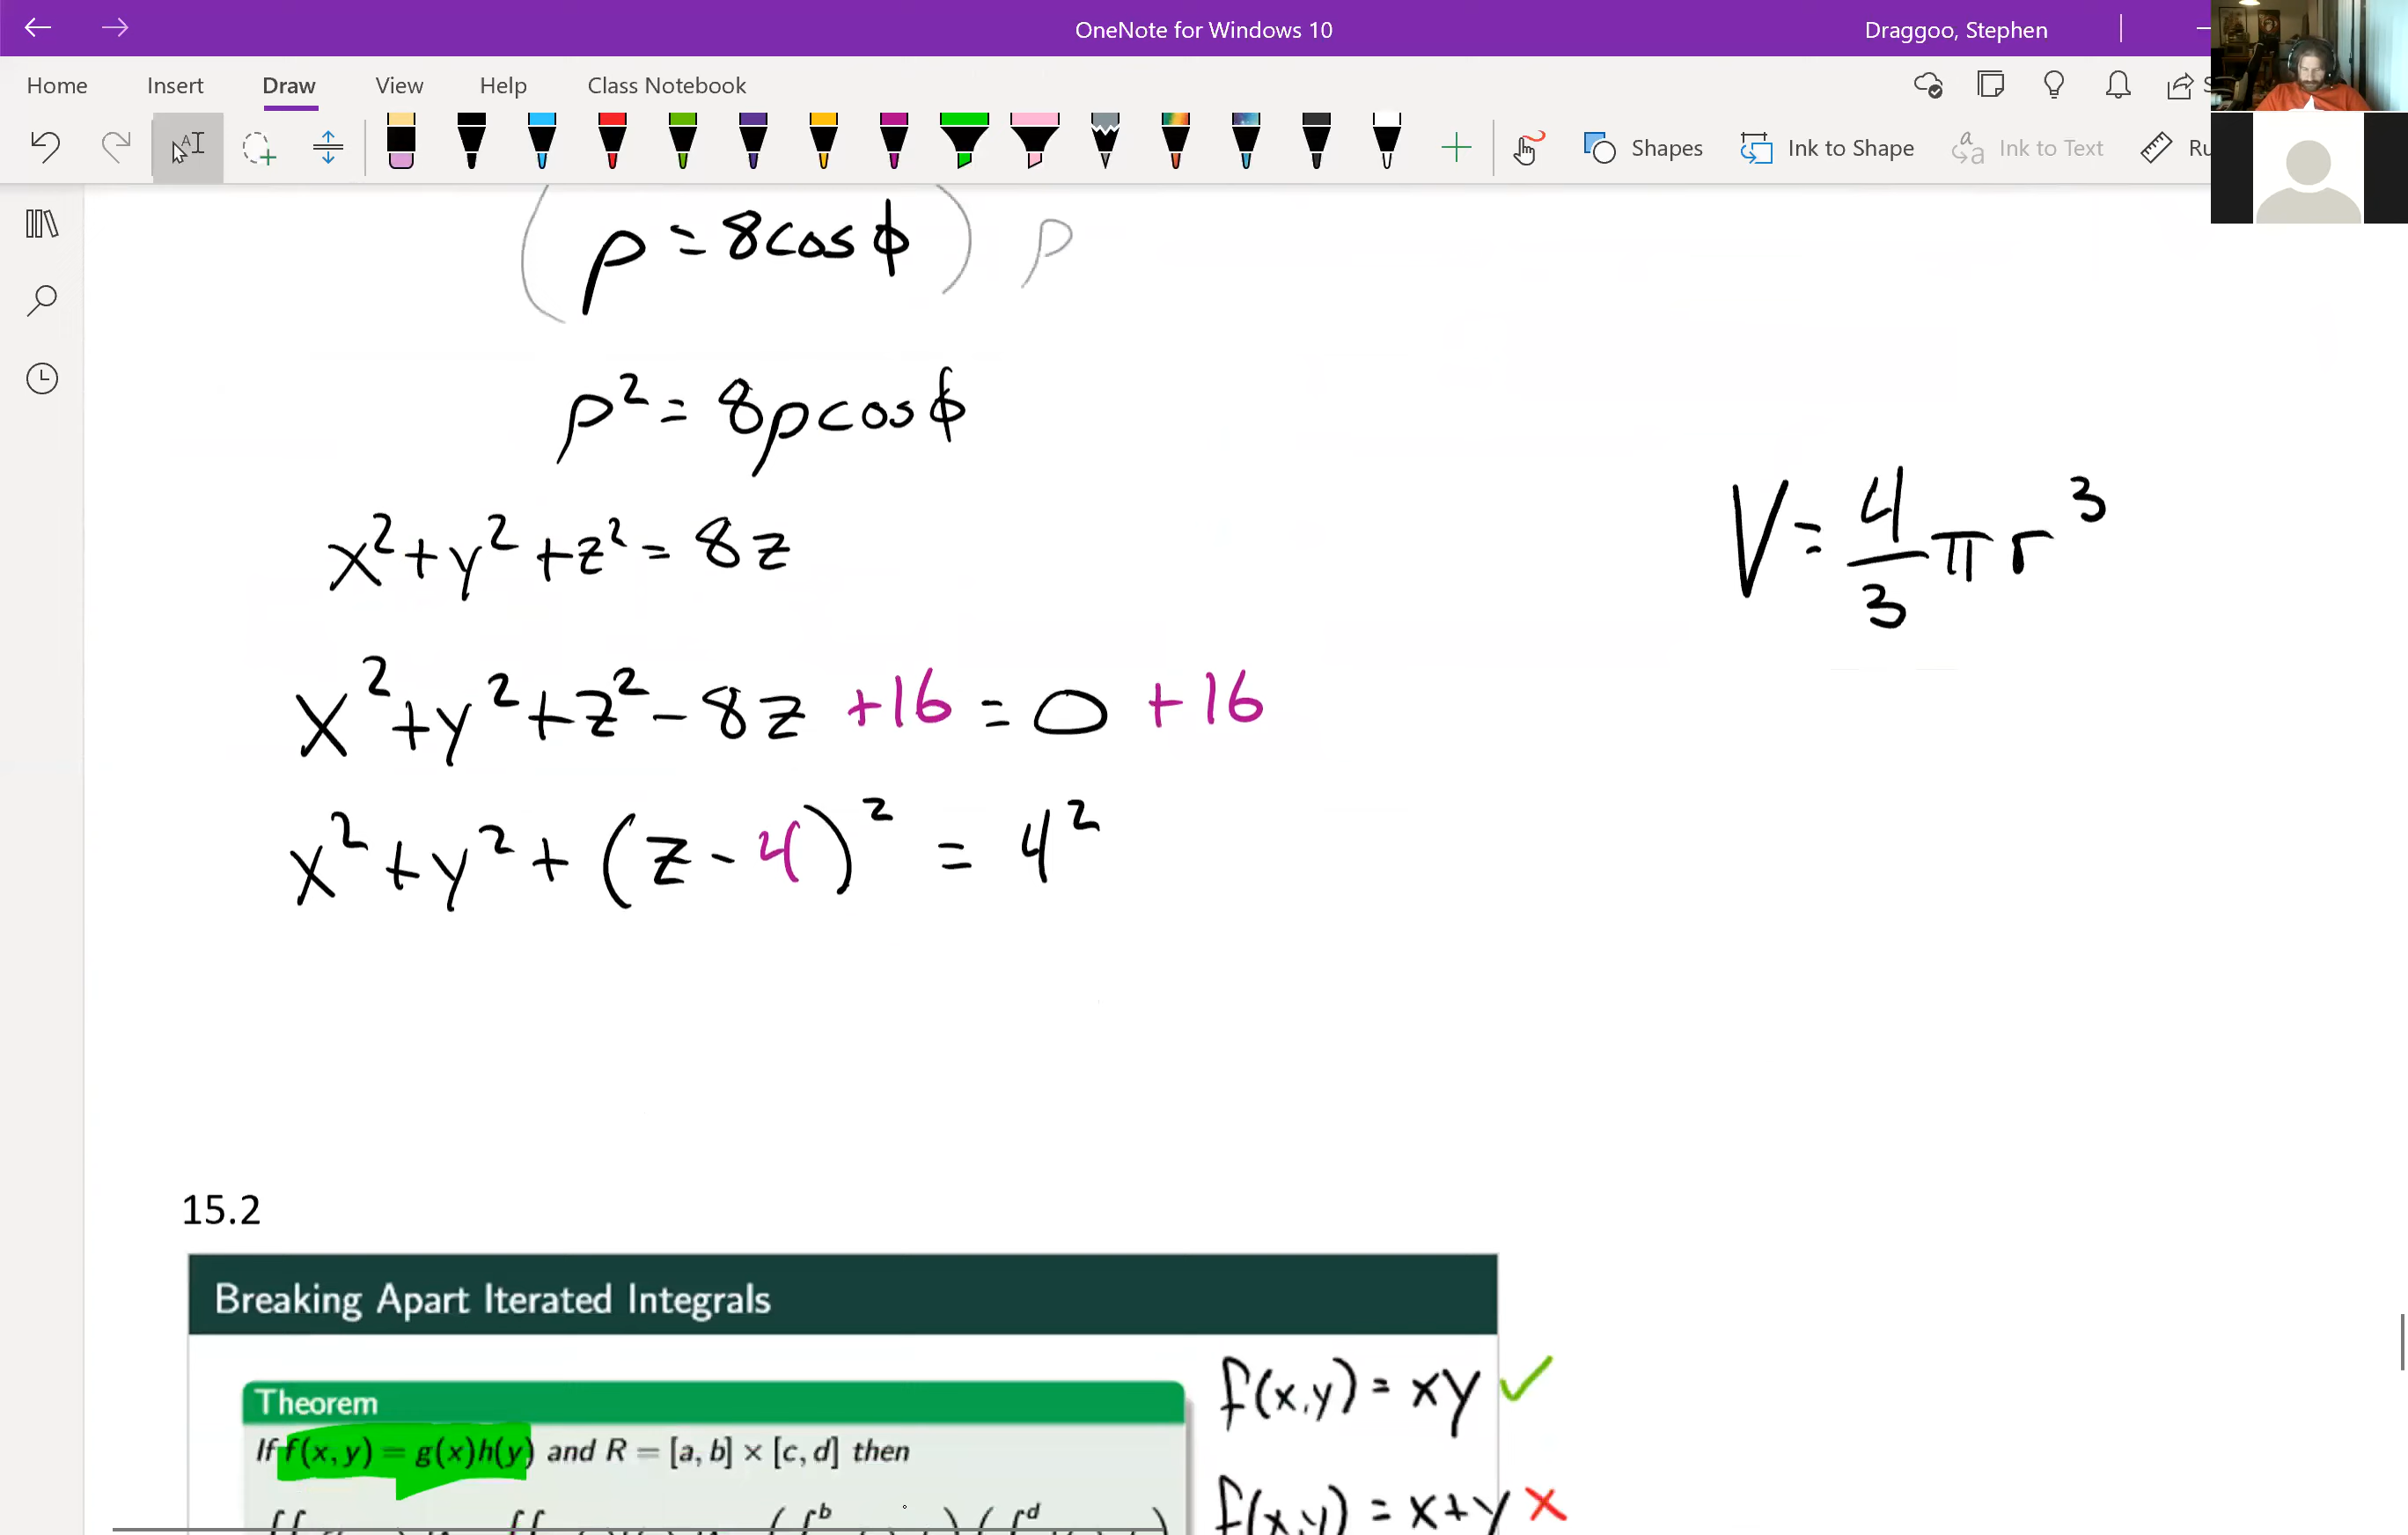 OneNote for Windows 10
Draggoo, Stephen
Home Insert Draw View Help Class Notebook
Shapes Ink to Shape Ink to Text Ru
(ρ = 8cos ϕ) ρ
ρ² = 8ρcos ϕ
x² + y² + z² = 8z
V = 4/3 π r³
x² + y² + z² − 8z +16 = 0 +16
x² + y² + (z − 4)² = 4²
15.2
Breaking Apart Iterated Integrals
Theorem
f(x,y) = xy ✓
If f(x, y) = g(x)h(y) and R = [a, b] × [c, d] then
f(x,y) = x+y ×